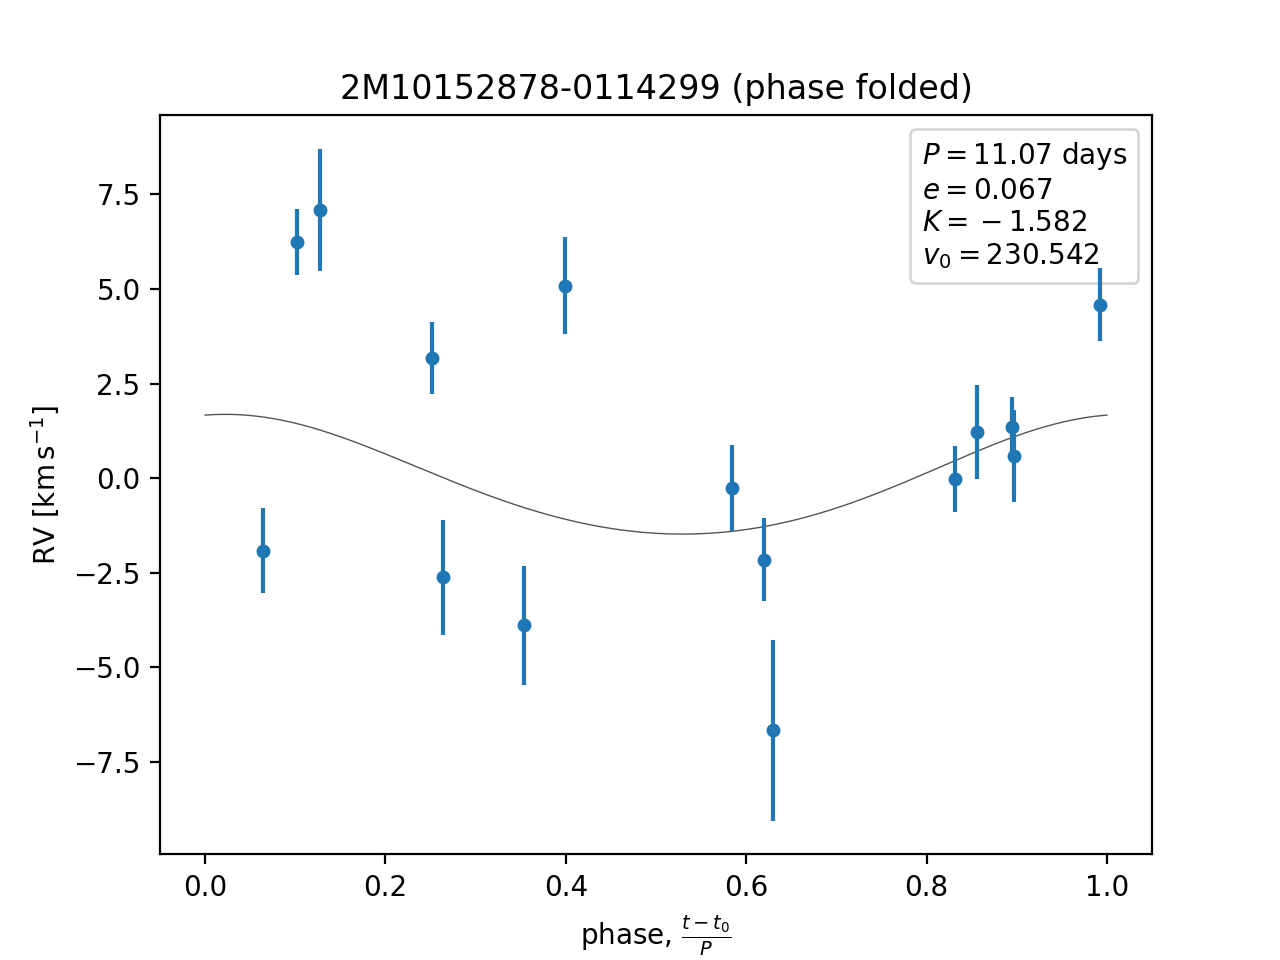 2M10152878-0114299 (phase folded)
P = 11.07 days
e = 0.067
K = −1.582
v₀ = 230.542
7.5
5.0
2.5
0.0
−2.5
−5.0
−7.5
RV [km s⁻¹]
0.0 0.2 0.4 0.6 0.8 1.0
phase, (t − t₀)/P